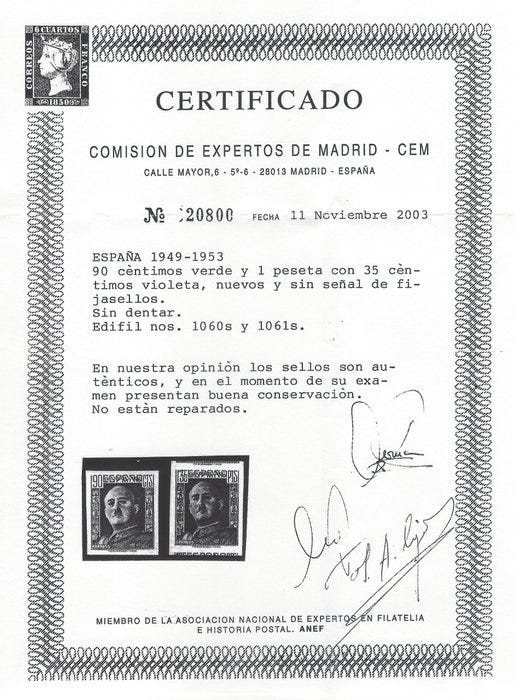 6 CUARTOS
CORREOS
FRANCO
1850
CERTIFICADO
COMISION DE EXPERTOS DE MADRID - CEM
CALLE MAYOR,6 - 5º-6 - 28013 MADRID - ESPAÑA
№ 20800 FECHA 11 Noviembre 2003
ESPAÑA 1949-1953
90 cèntimos verde y 1 peseta con 35 cèn-
timos violeta, nuevos y sin señal de fi-
jasellos.
Sin dentar.
Edifil nos. 1060s y 1061s.
En nuestra opiniòn los sellos son au-
tènticos, y en el momento de su exa-
men presentan buena conservaciòn.
No estàn reparados.
90 ESPAÑA CTS
ESPAÑA PTS
MIEMBRO DE LA ASOCIACION NACIONAL DE EXPERTOS EN FILATELIA
E HISTORIA POSTAL. ANEF